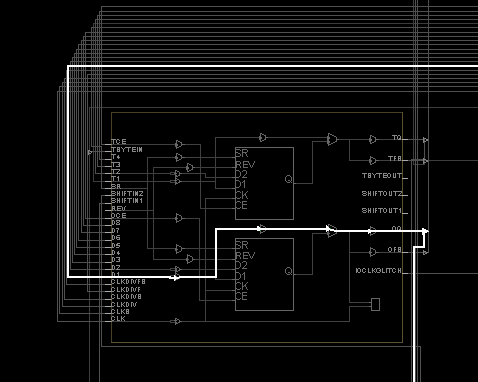 TCE
TBYTEIN
T4
T3
T2
T1
SR
SHIFTIN2
SHIFTIN1
REV
OCE
D8
D7
D6
D5
D4
D3
D2
D1
CLKDIVFB
CLKDIVF
CLKDIVB
CLKDIV
CLKB
CLK
SR
REV
D2
D1
CK
CE
Q
SR
REV
D2
D1
CK
CE
Q
TQ
TFB
TBYTEOUT
SHIFTOUT2
SHIFTOUT1
OQ
OFB
IOCLKGLITCH